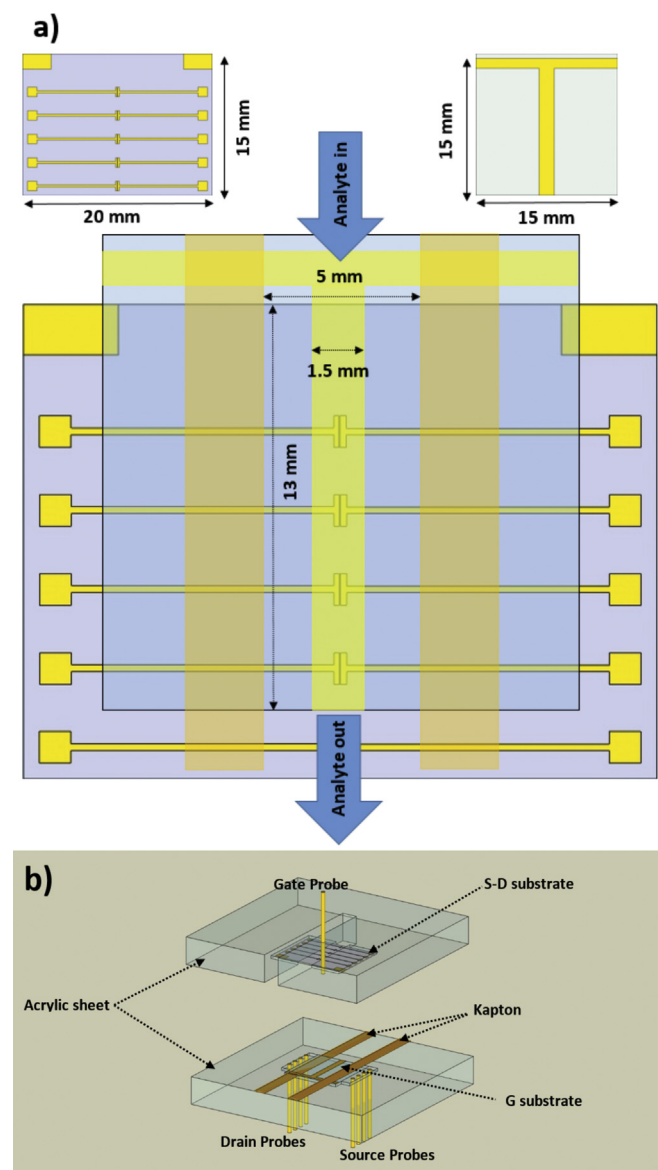 a)
15 mm
20 mm
Analyte in
15 mm
15 mm
5 mm
1.5 mm
13 mm
Analyte out
b)
Gate Probe
S-D substrate
Acrylic sheet
Kapton
G substrate
Drain Probes
Source Probes